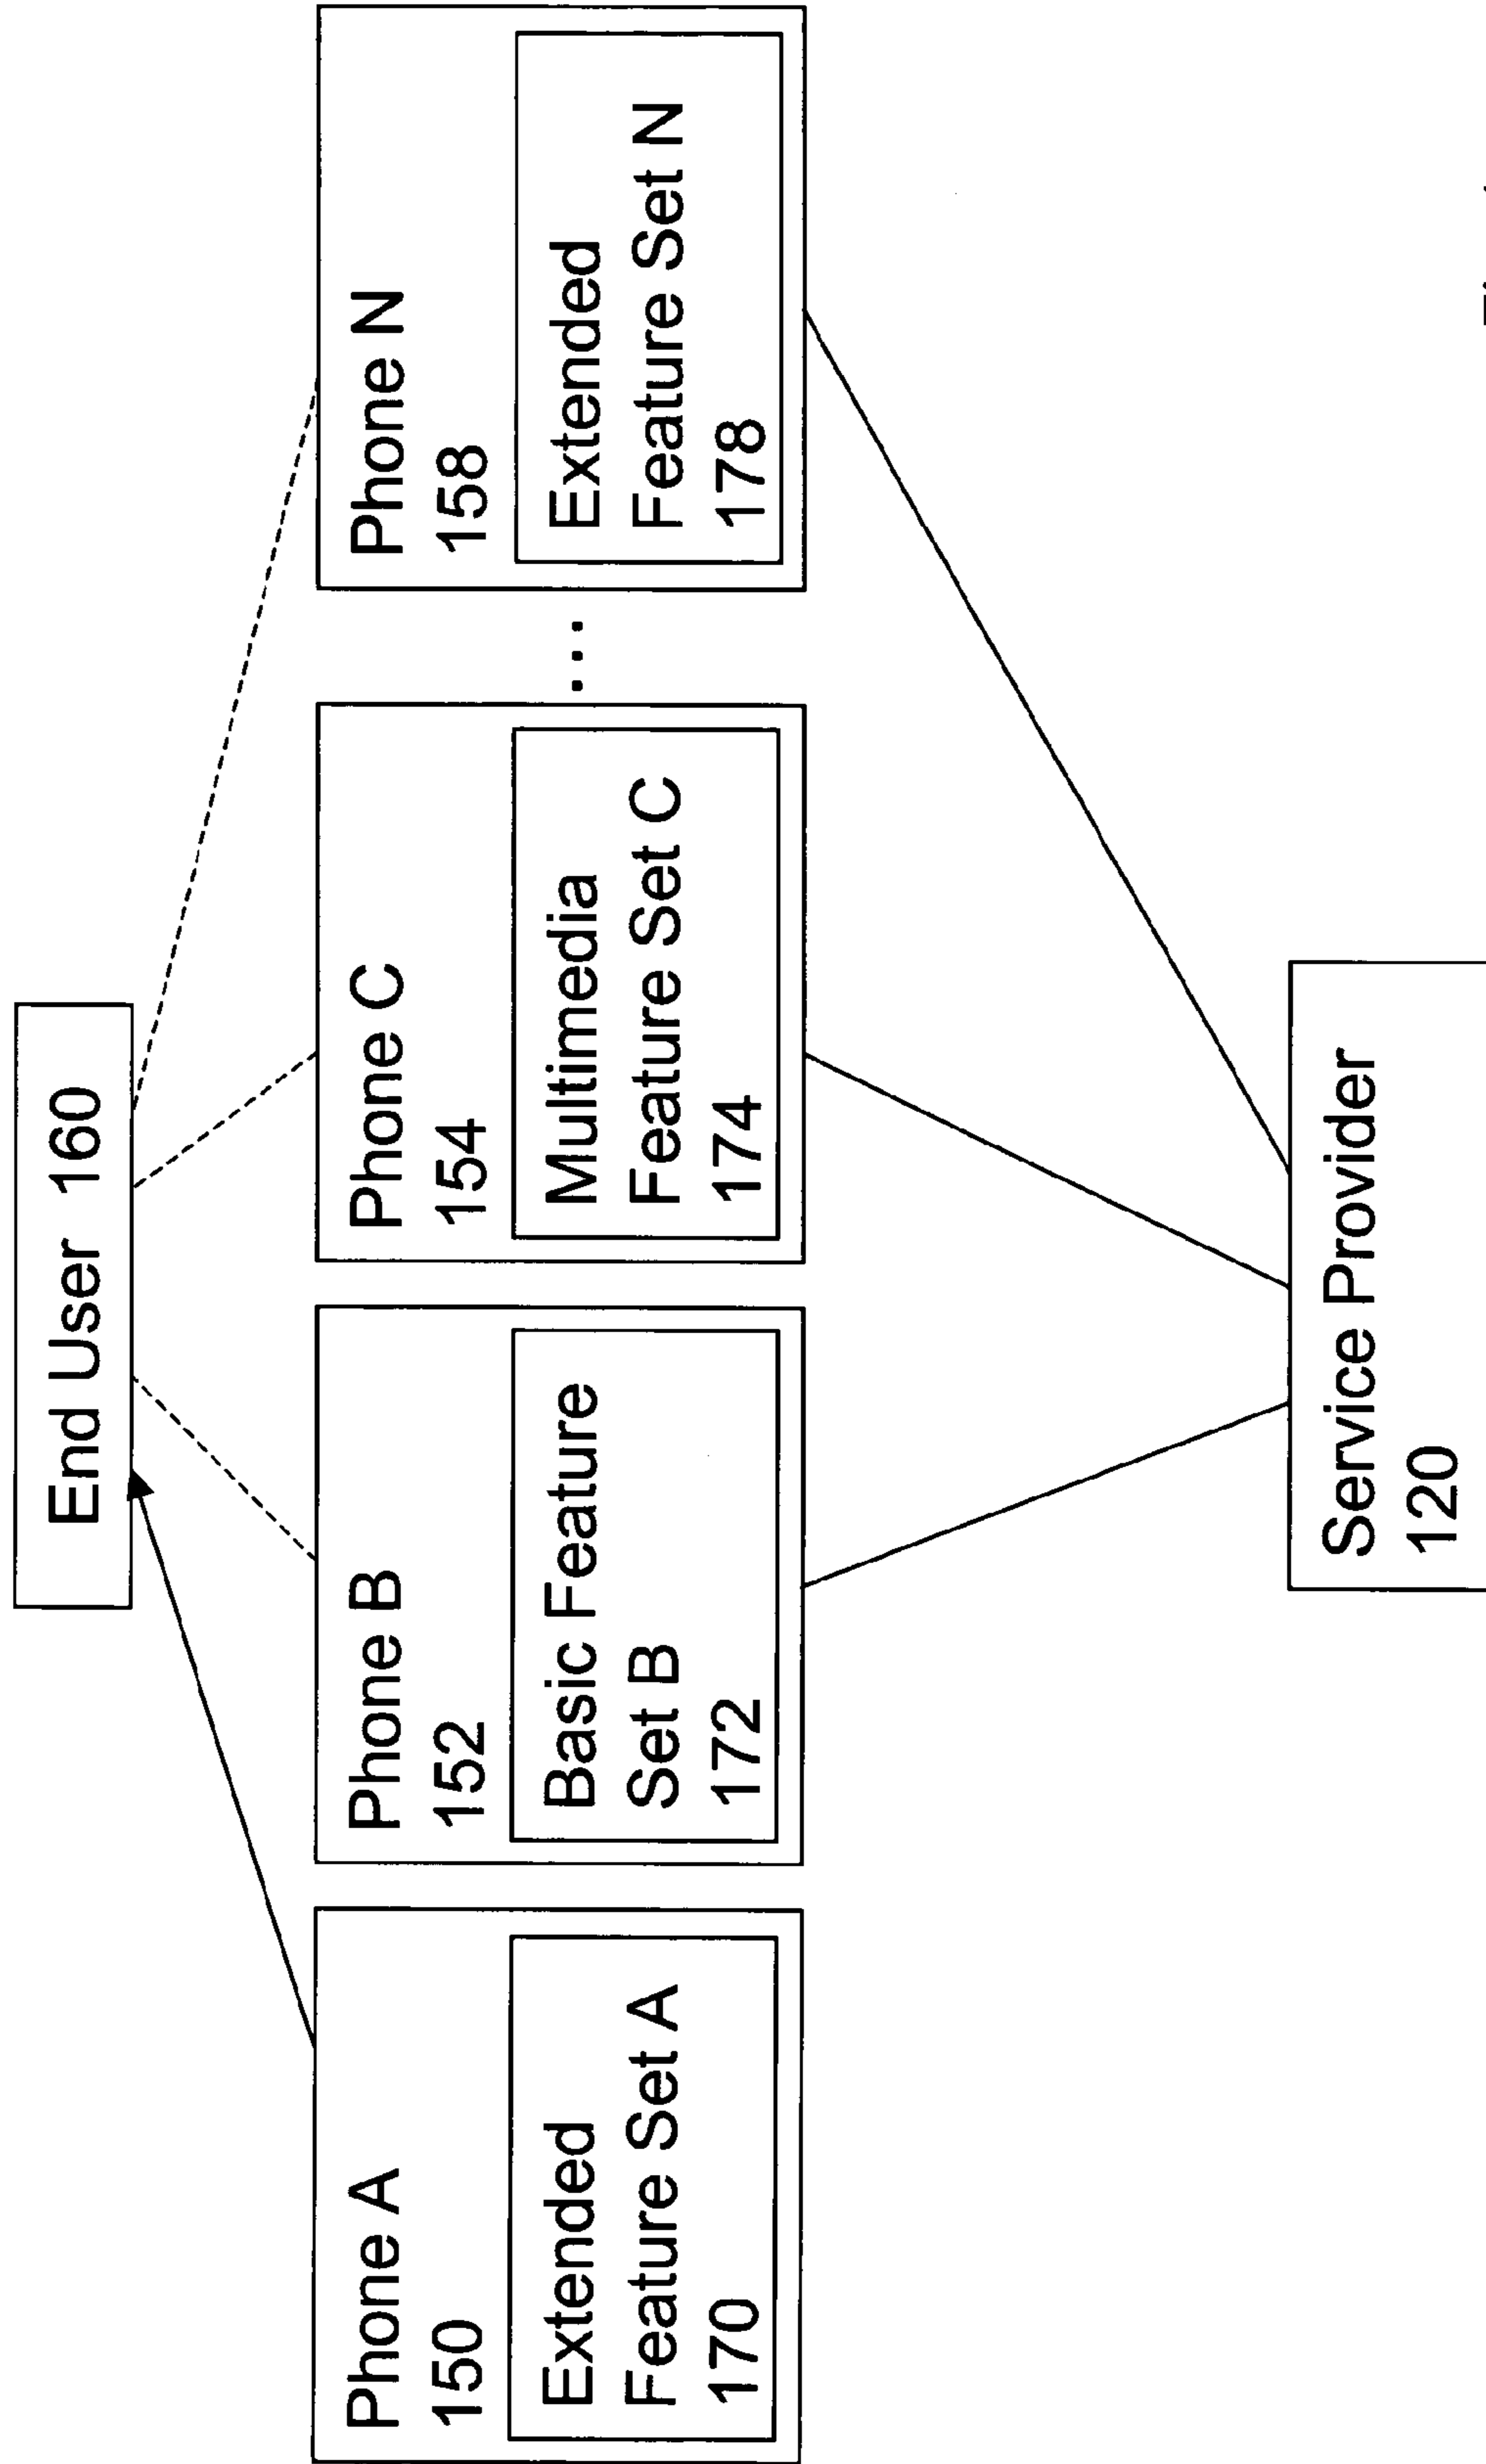 End User 160
Phone A
150
Extended
Feature Set A
170
Phone B
152
Basic Feature
Set B
172
Phone C
154
Multimedia
Feature Set C
174
...
Phone N
158
Extended
Feature Set N
178
Service Provider
120